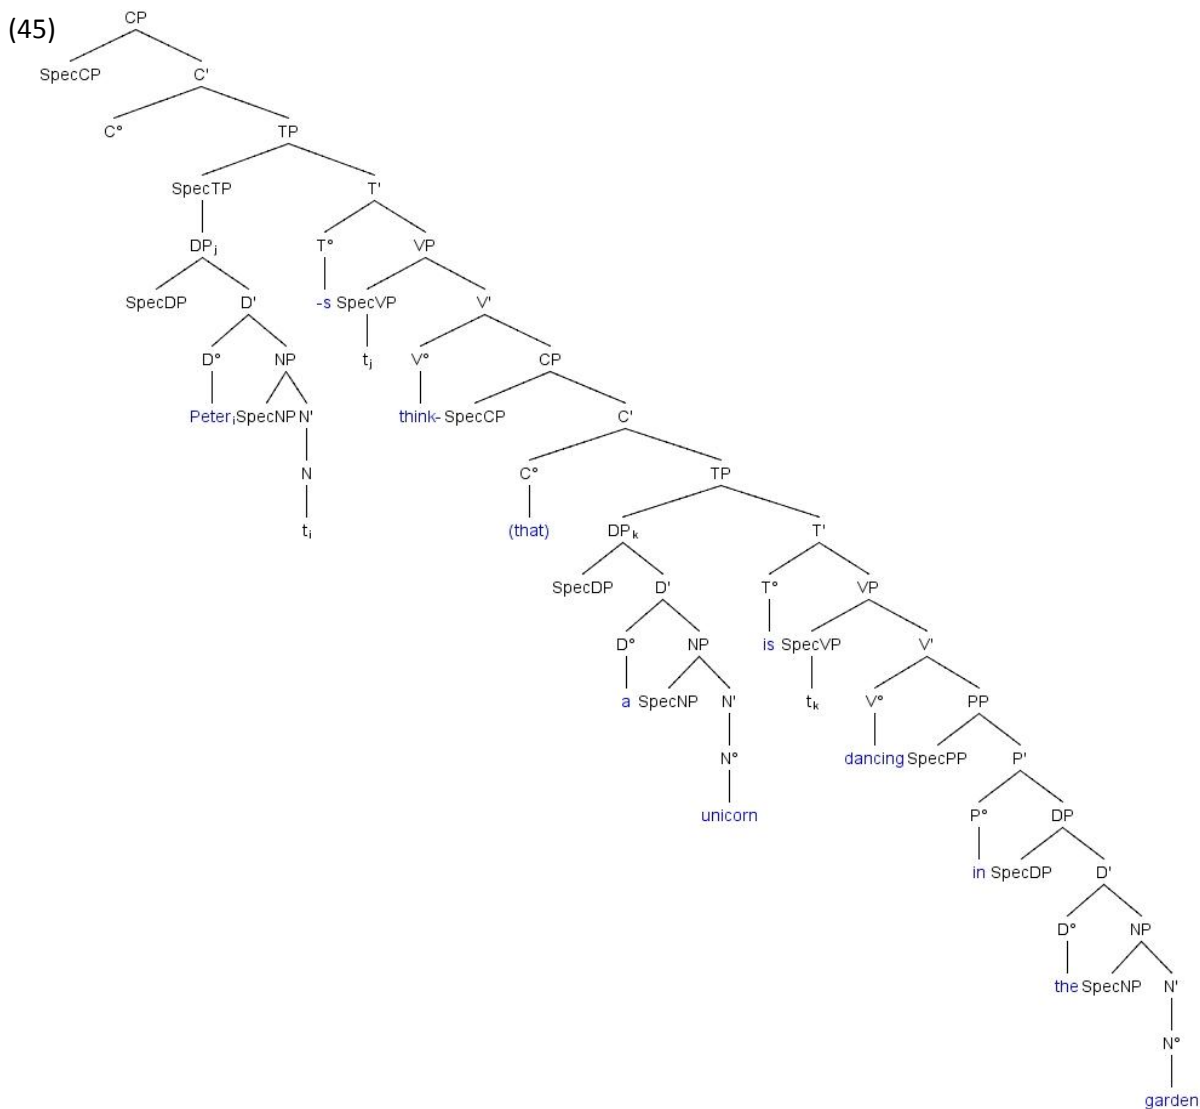 (45)
CP
SpecCP C'
C° TP
SpecTP T'
DPj T° VP
SpecDP D' -s SpecVP V'
D° NP tj V° CP
Peteri SpecNP N' think- SpecCP C'
N C° TP
ti (that) DPk T'
SpecDP D' T° VP
D° NP is SpecVP V'
a SpecNP N' tk V° PP
N° dancing SpecPP P'
unicorn P° DP
in SpecDP D'
D° NP
the SpecNP N'
N°
garden